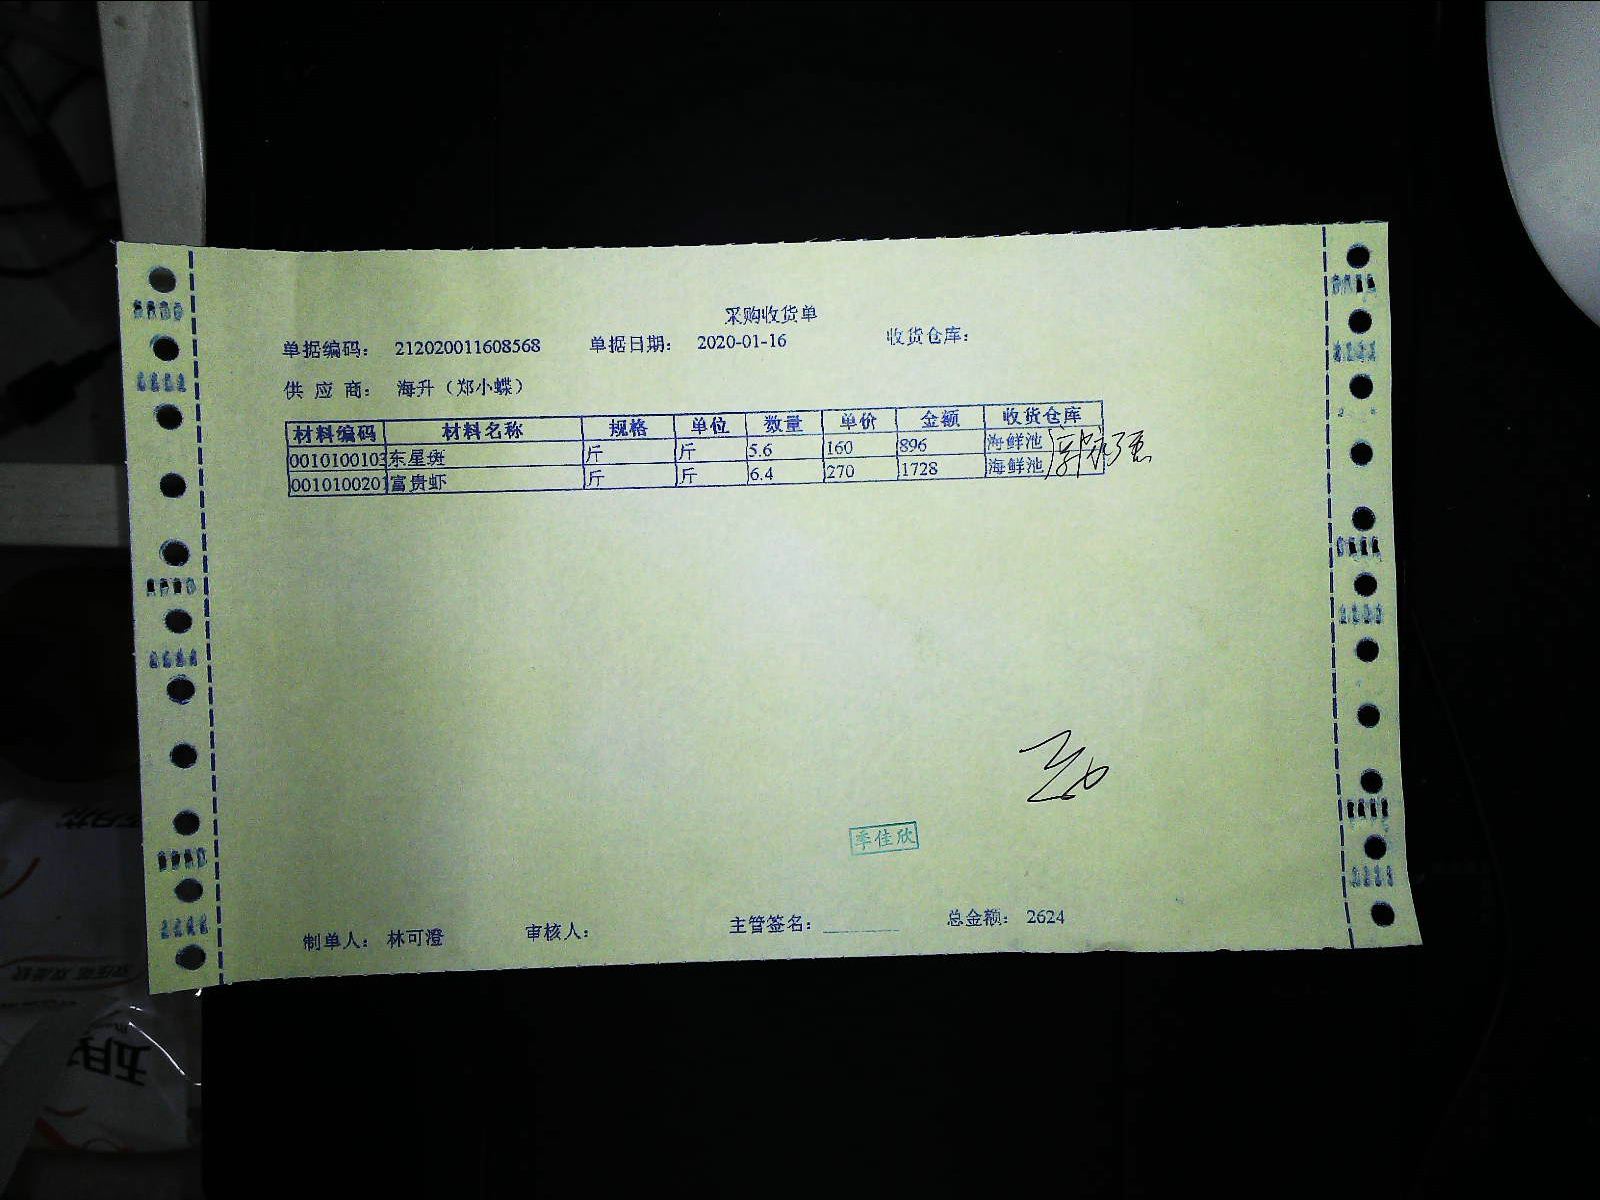 采购收货单
单据编码： 212020011608568 单据日期： 2020-01-16 收货仓库：
供 应 商： 海升（郑小蝶）
材料编码 材料名称 规格 单位 数量 单价 金额 收货仓库
0010100103 东星斑 斤 斤 5.6 160 896 海鲜池
0010100201 富贵虾 斤 斤 6.4 270 1728 海鲜池
季佳欣
制单人： 林可澄 审核人： 主管签名： 总金额： 2624